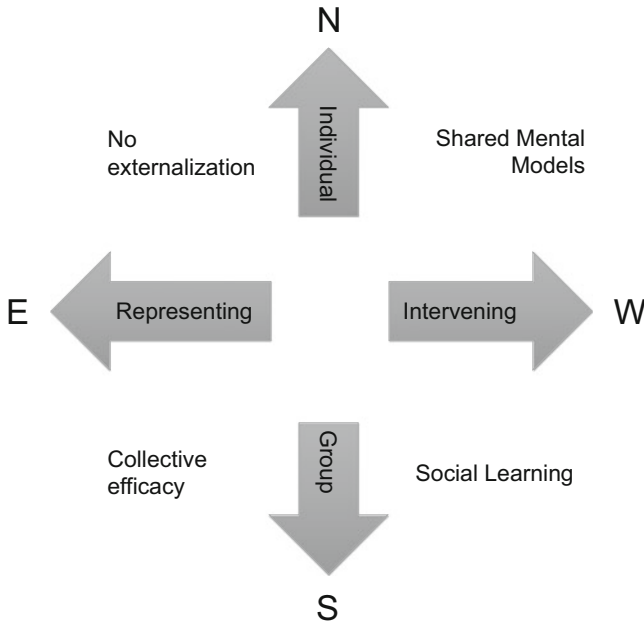 N
Individual
No
externalization
Shared Mental
Models
E
Representing
Intervening
W
Collective
efficacy
Group
Social Learning
S